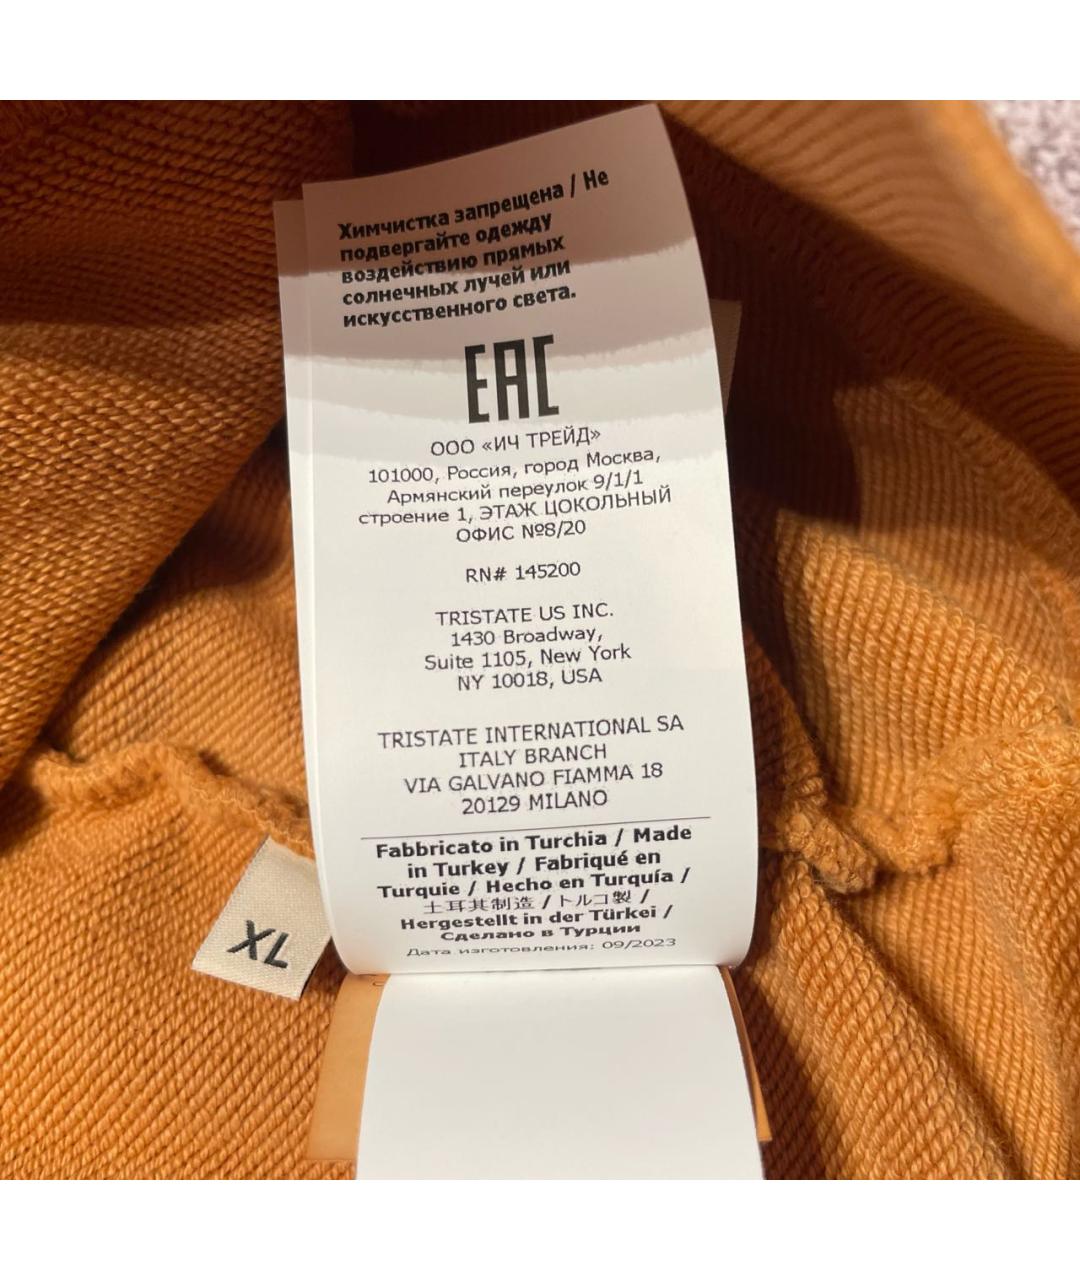 Химчистка запрещена / Не
подвергайте одежду
воздействию прямых
солнечных лучей или
искусственного света.
EAC
ООО «ИЧ ТРЕЙД»
101000, Россия, город Москва,
Армянский переулок 9/1/1
строение 1, ЭТАЖ ЦОКОЛЬНЫЙ
ОФИС №8/20
RN# 145200
TRISTATE US INC.
1430 Broadway,
Suite 1105, New York
NY 10018, USA
TRISTATE INTERNATIONAL SA
ITALY BRANCH
VIA GALVANO FIAMMA 18
20129 MILANO
Fabbricato in Turchia / Made
in Turkey / Fabriqué en
Turquie / Hecho en Turquía /
土耳其制造 / トルコ製 /
Hergestellt in der Türkei /
Сделано в Турции
Дата изготовления: 09/2023
XL